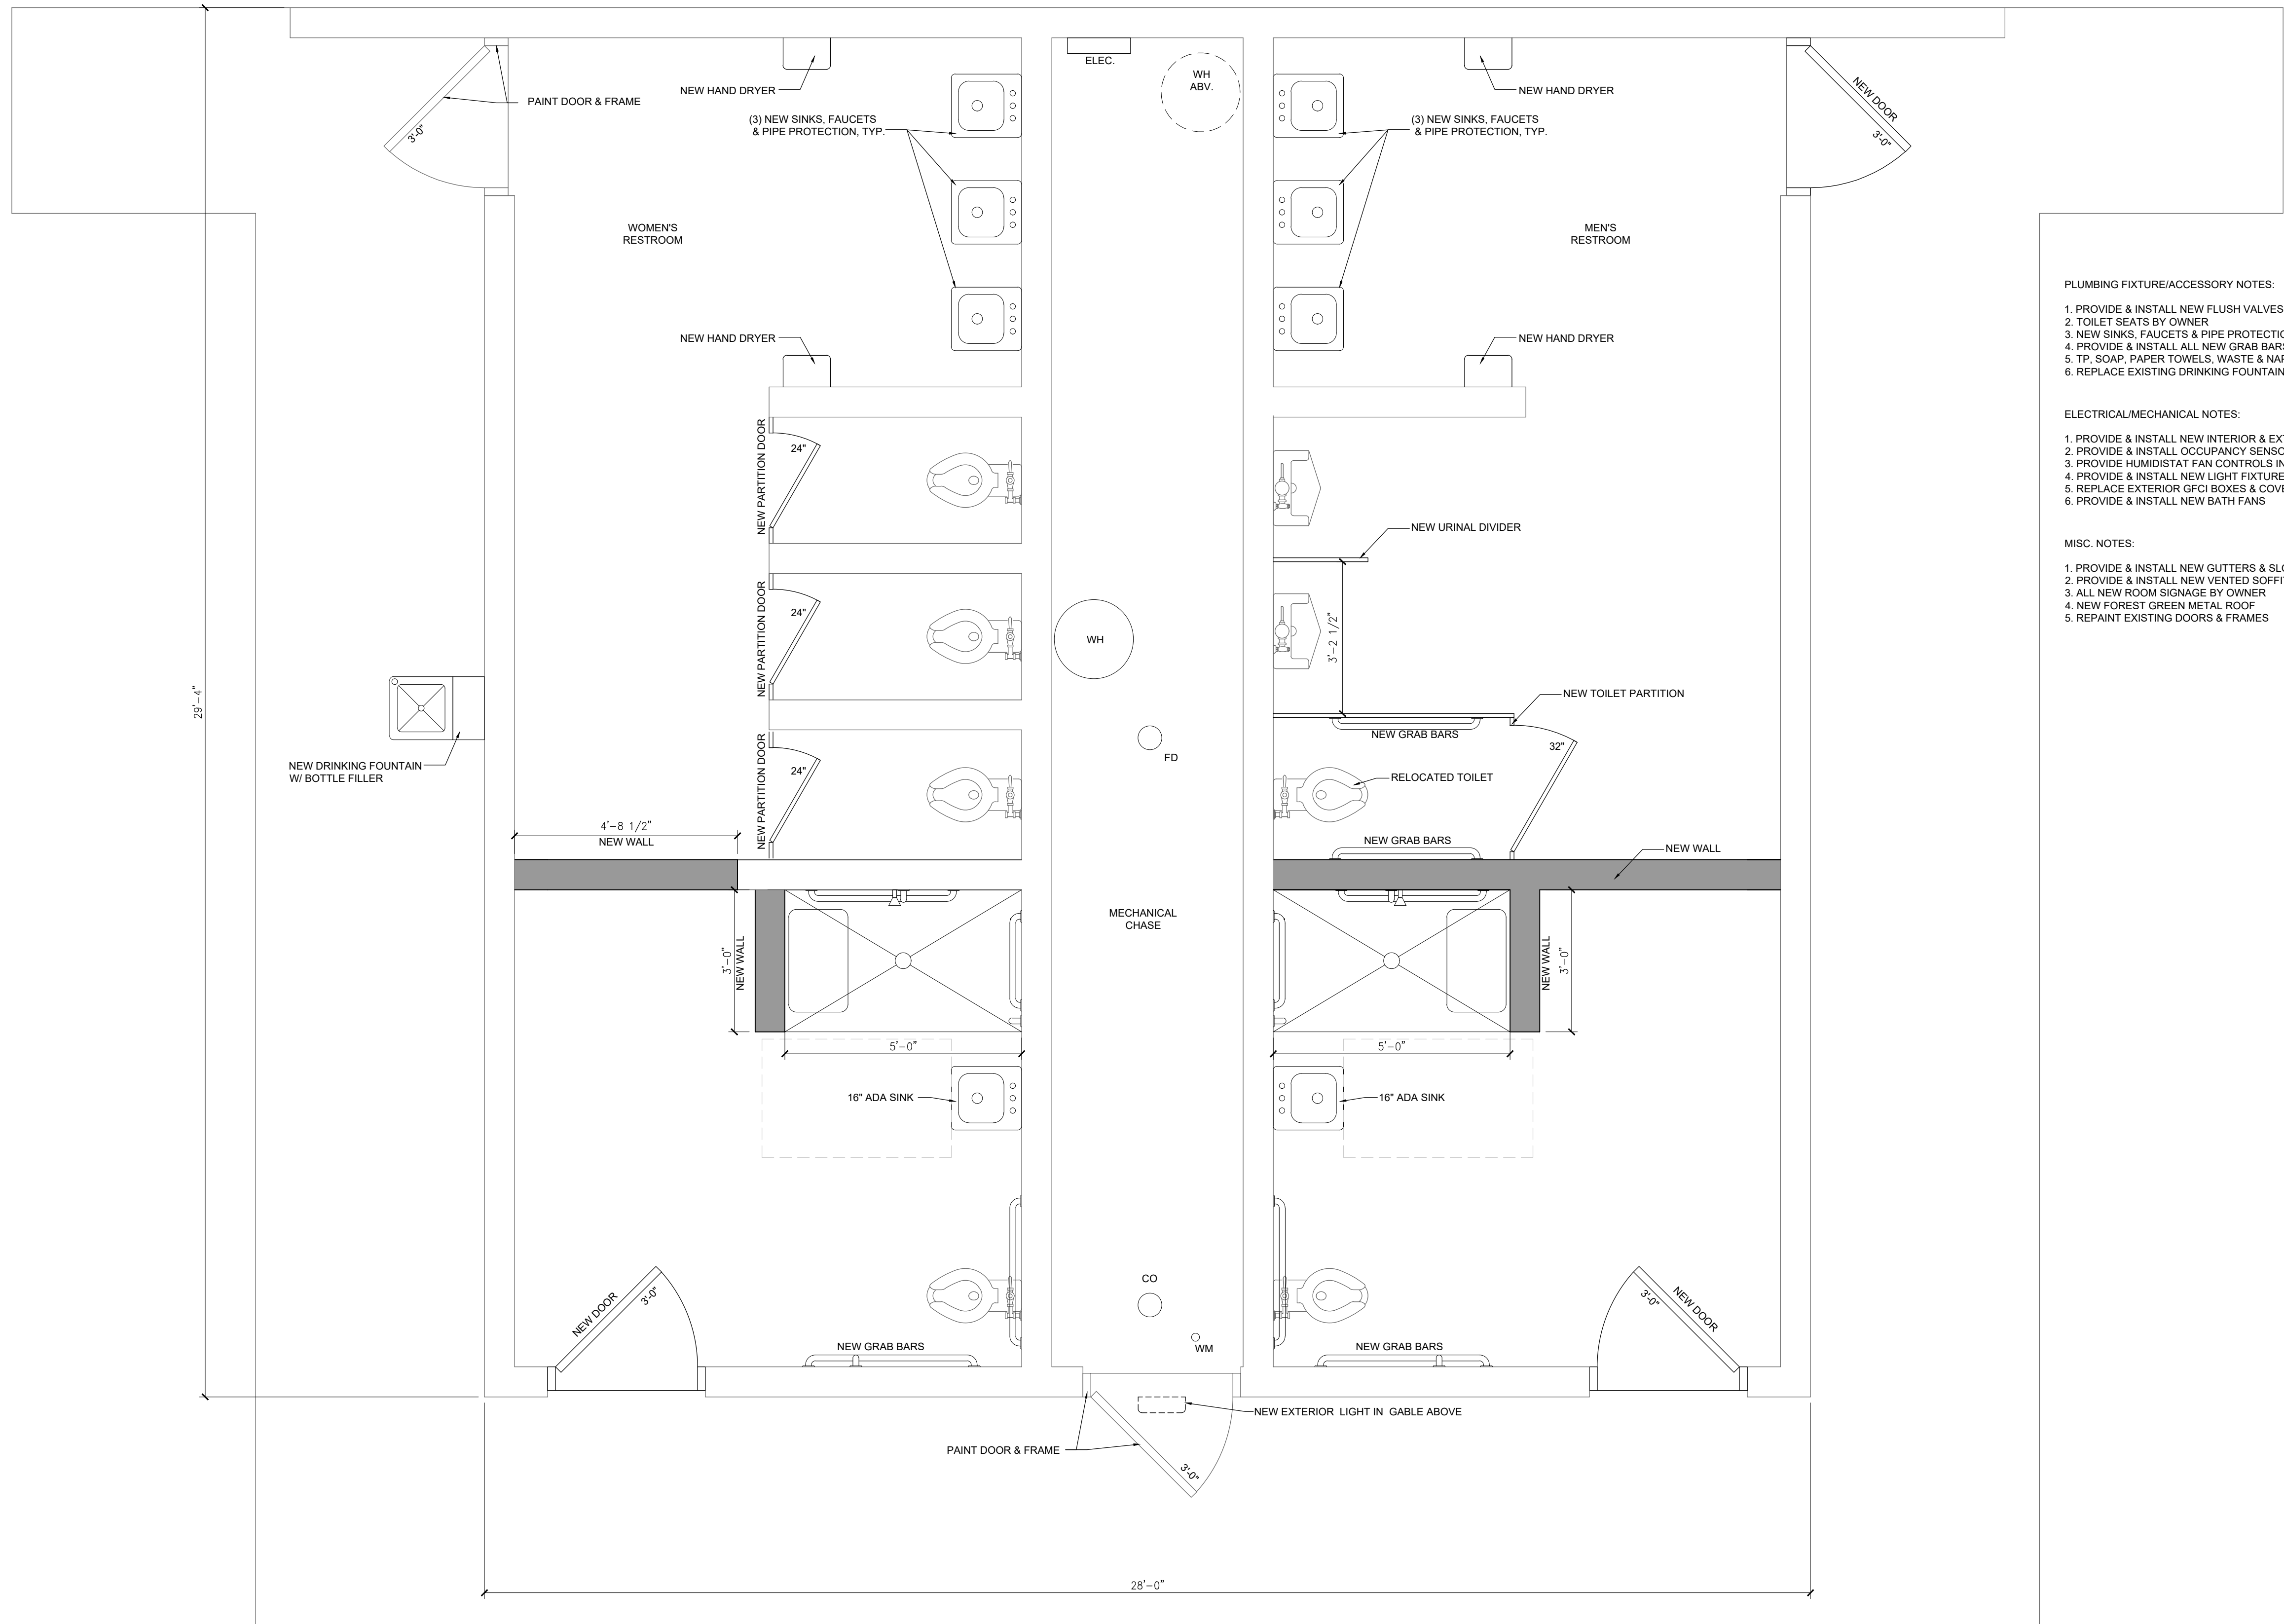 ELEC.
WH
ABV.
NEW HAND DRYER
NEW HAND DRYER
PAINT DOOR & FRAME
3'-0"
(3) NEW SINKS, FAUCETS
& PIPE PROTECTION, TYP.
(3) NEW SINKS, FAUCETS
& PIPE PROTECTION, TYP.
NEW DOOR
3'-0"
WOMEN'S
RESTROOM
MEN'S
RESTROOM
NEW HAND DRYER
NEW HAND DRYER
PLUMBING FIXTURE/ACCESSORY NOTES:
1. PROVIDE & INSTALL NEW FLUSH VALVES
2. TOILET SEATS BY OWNER
3. NEW SINKS, FAUCETS & PIPE
4. PROVIDE & INSTALL ALL NEW GRAB
5. TP, SOAP, PAPER TOWELS, WASTE &
6. REPLACE EXISTING DRINKING FOUNTAIN
ELECTRICAL/MECHANICAL NOTES:
1. PROVIDE & INSTALL NEW INTERIOR &
2. PROVIDE & INSTALL OCCUPANCY
3. PROVIDE HUMIDISTAT FAN CONTROLS IN
4. PROVIDE & INSTALL NEW LIGHT
5. REPLACE EXTERIOR GFCI BOXES &
6. PROVIDE & INSTALL NEW BATH FANS
MISC. NOTES:
1. PROVIDE & INSTALL NEW GUTTERS &
2. PROVIDE & INSTALL NEW VENTED
3. ALL NEW ROOM SIGNAGE BY OWNER
4. NEW FOREST GREEN METAL ROOF
5. REPAINT EXISTING DOORS & FRAMES
NEW PARTITION DOOR
24"
NEW URINAL DIVIDER
NEW PARTITION DOOR
24"
WH
3'-2 1/2"
29'-4"
NEW TOILET PARTITION
NEW GRAB BARS
32"
FD
NEW DRINKING FOUNTAIN
W/ BOTTLE FILLER
NEW PARTITION DOOR
24"
RELOCATED TOILET
4'-8 1/2"
NEW WALL
NEW GRAB BARS
NEW WALL
MECHANICAL
CHASE
3'-0"
NEW WALL
NEW WALL
3'-0"
5'-0"
5'-0"
16" ADA SINK
16" ADA SINK
CO
NEW DOOR
3'-0"
3'-0"
NEW DOOR
NEW GRAB BARS
WM
NEW GRAB BARS
NEW EXTERIOR LIGHT IN GABLE ABOVE
PAINT DOOR & FRAME
3'-0"
28'-0"